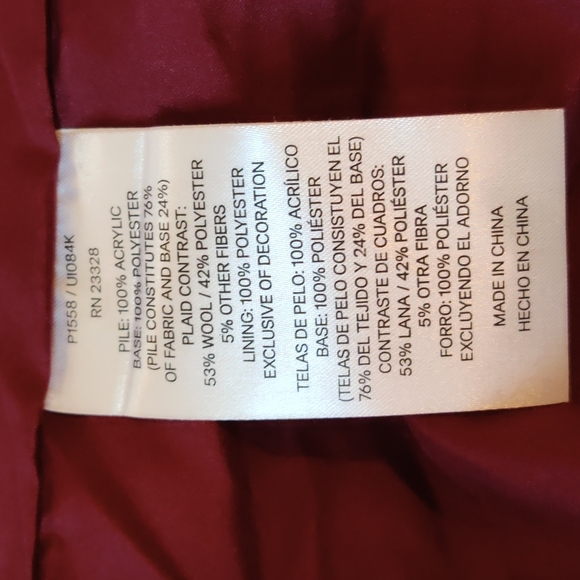 P1558 / UI084K
RN 23328
PILE: 100% ACRYLIC
BASE: 100% POLYESTER
(PILE CONSTITUTES 76%
OF FABRIC AND BASE 24%)
PLAID CONTRAST:
53% WOOL / 42% POLYESTER
5% OTHER FIBERS
LINING: 100% POLYESTER
EXCLUSIVE OF DECORATION
TELAS DE PELO: 100% ACRÍLICO
BASE: 100% POLIÉSTER
(TELAS DE PELO CONSISTUYEN EL
76% DEL TEJIDO Y 24% DEL BASE)
CONTRASTE DE CUADROS:
53% LANA / 42% POLIÉSTER
5% OTRA FIBRA
FORRO: 100% POLIÉSTER
EXCLUYENDO EL ADORNO
MADE IN CHINA
HECHO EN CHINA